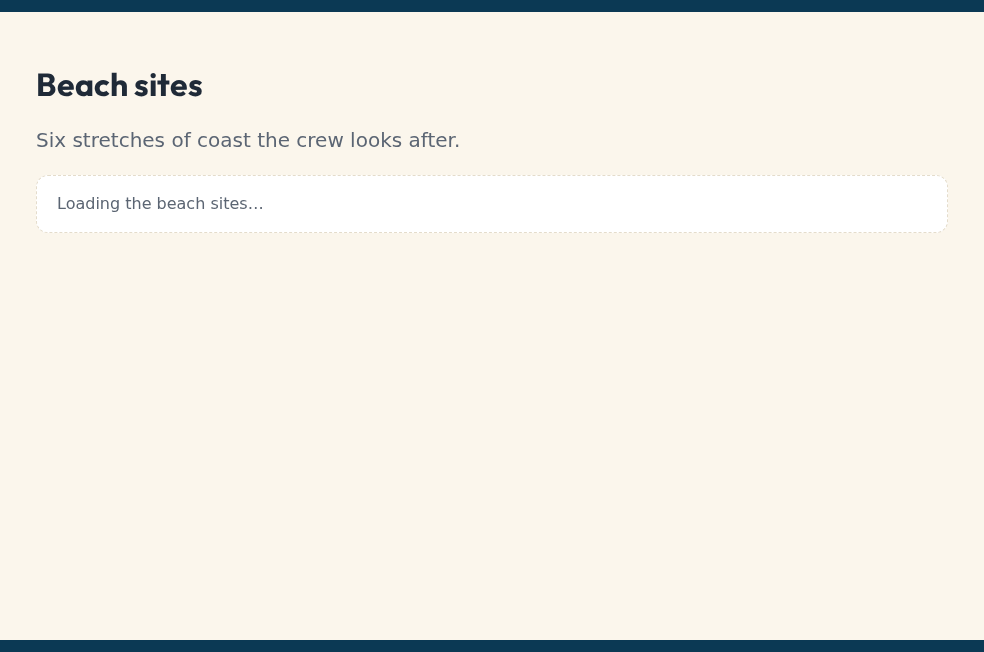 Beach sites
Six stretches of coast the crew looks after.
Loading the beach sites…